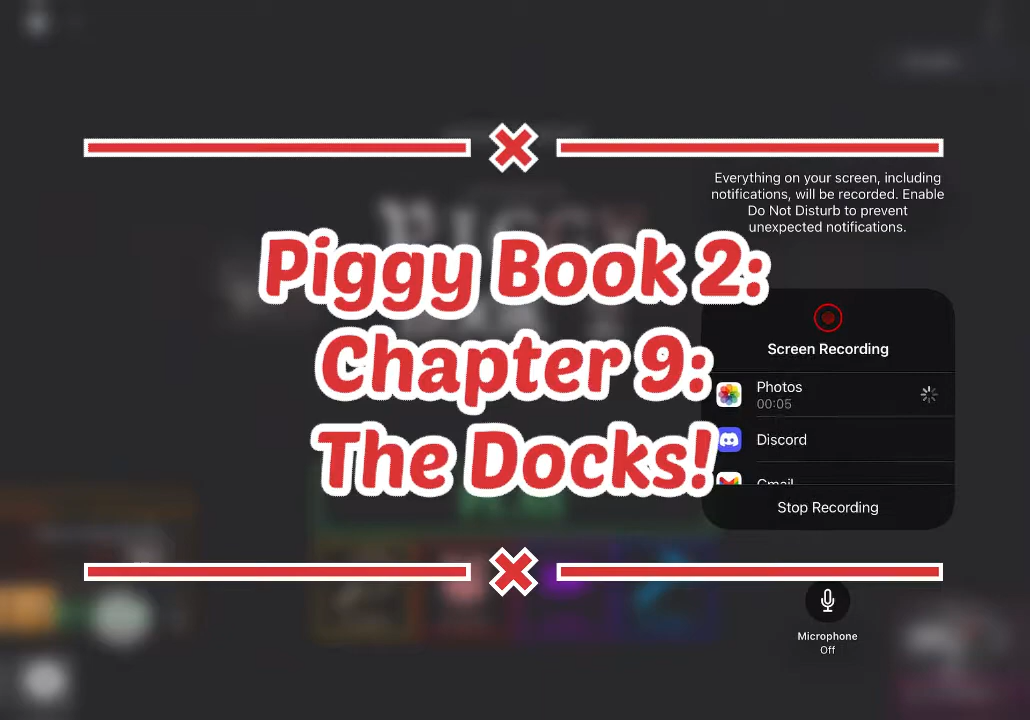 Everything on your screen, including
notifications, will be recorded. Enable
Do Not Disturb to prevent
unexpected notifications.
Piggy Book 2:
Chapter 9:
The Docks!
Screen Recording
Photos
00:05
Discord
Gmail
Stop Recording
Microphone
Off